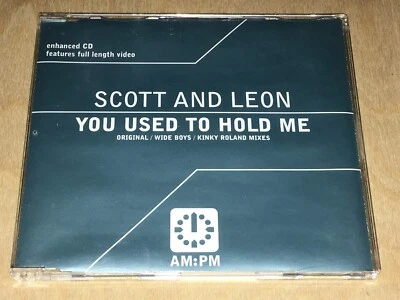 enhanced CD
features full length video
SCOTT AND LEON
YOU USED TO HOLD ME
ORIGINAL / WIDE BOYS / KINKY ROLAND MIXES
AM:PM